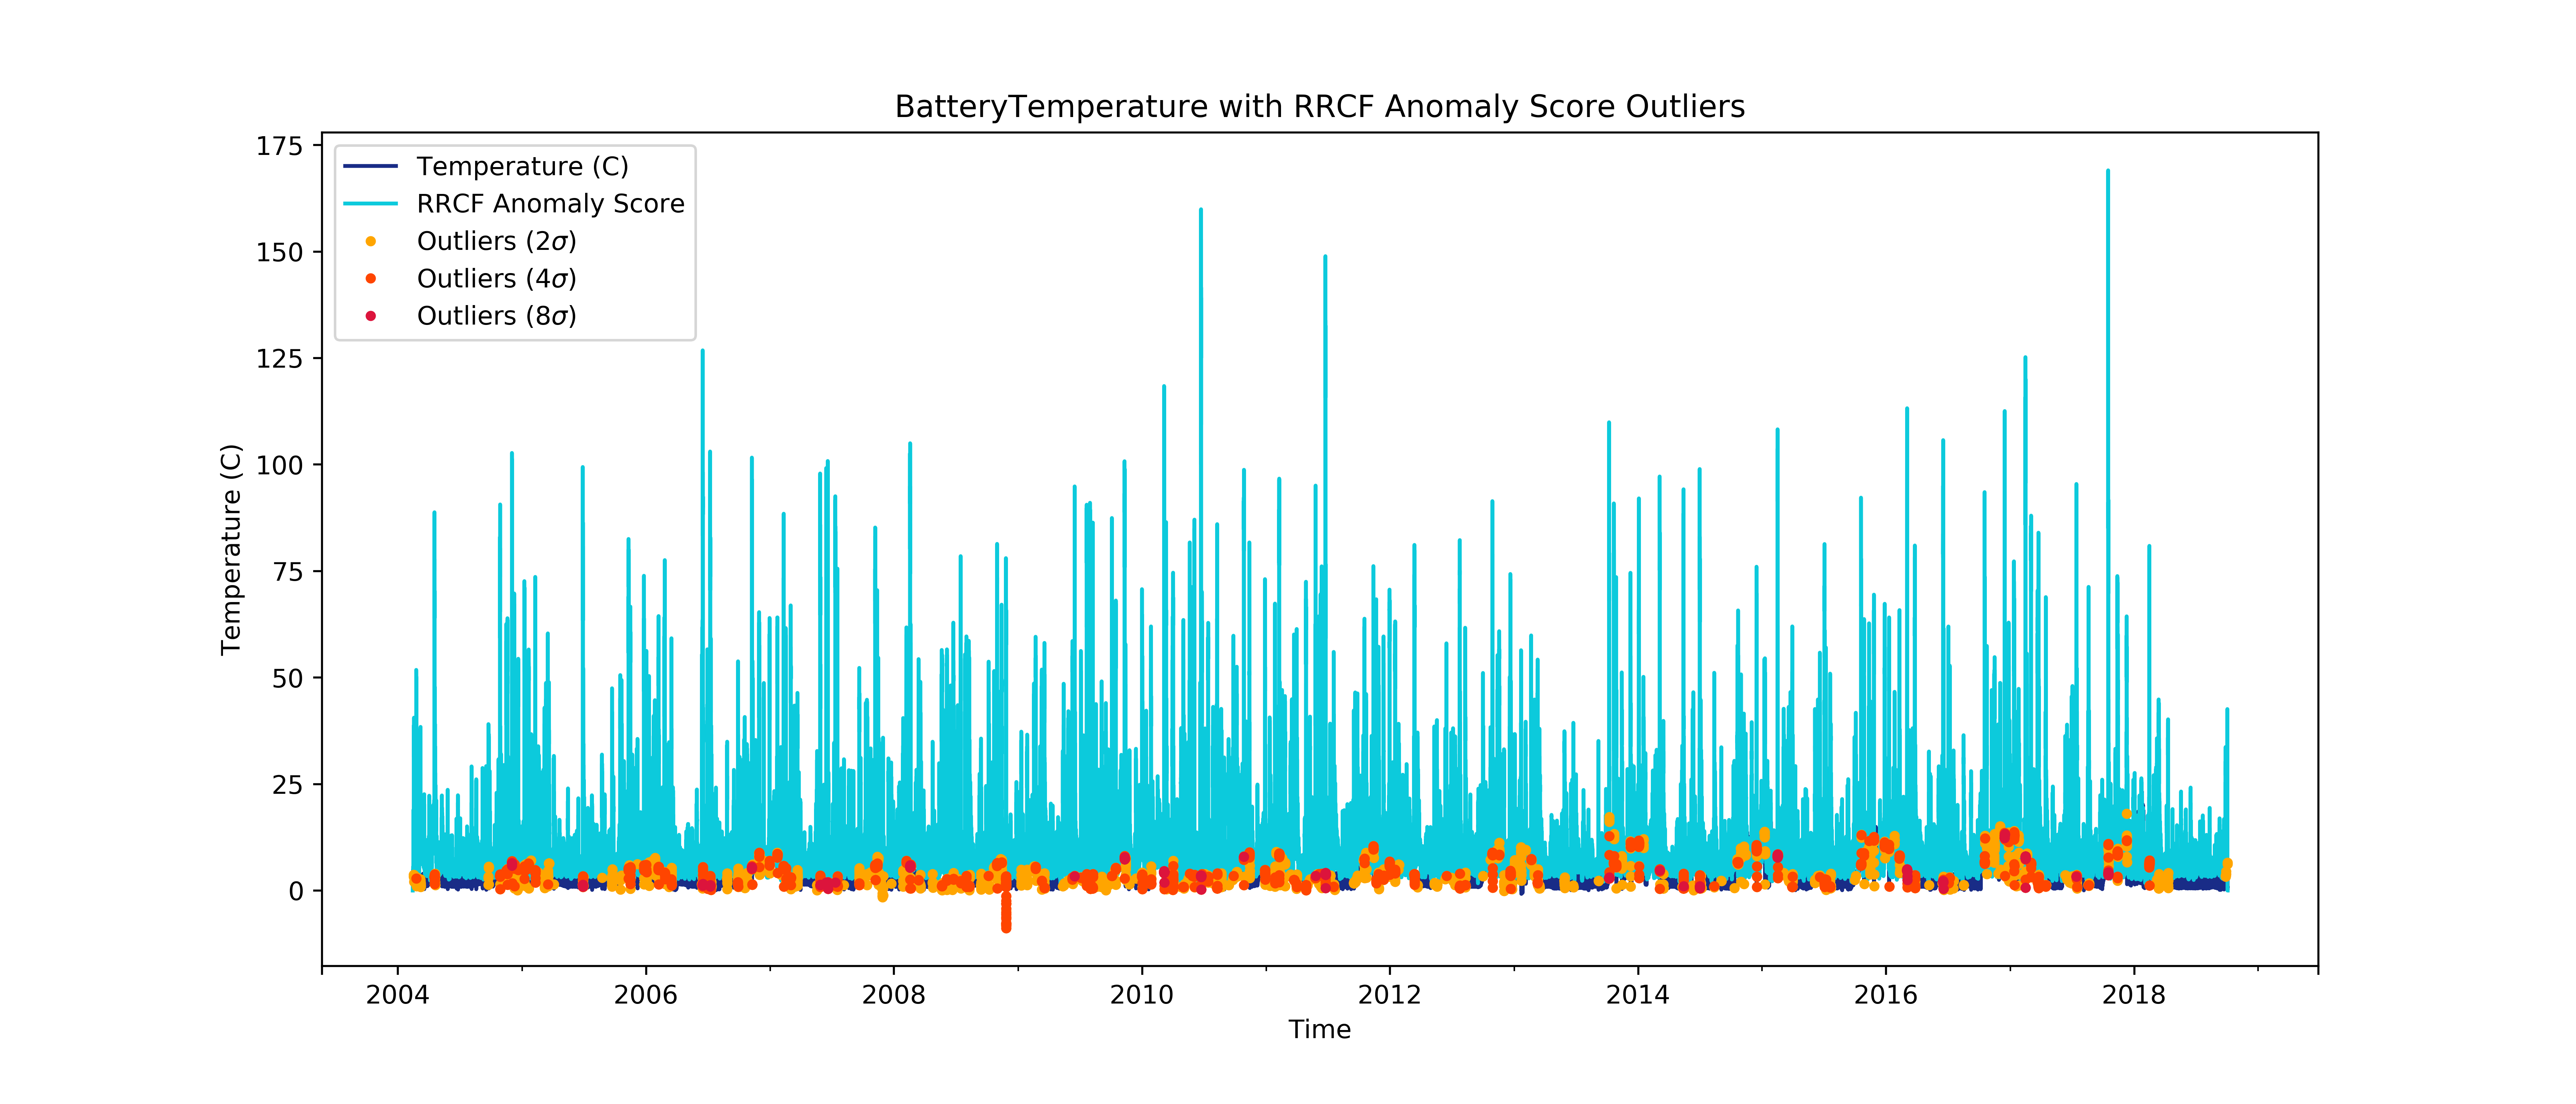 BatteryTemperature with RRCF Anomaly Score Outliers
Temperature (C)
RRCF Anomaly Score
Outliers (2σ)
Outliers (4σ)
Outliers (8σ)
175
150
125
100
75
50
25
0
Temperature (C)
2004 2006 2008 2010 2012 2014 2016 2018
Time